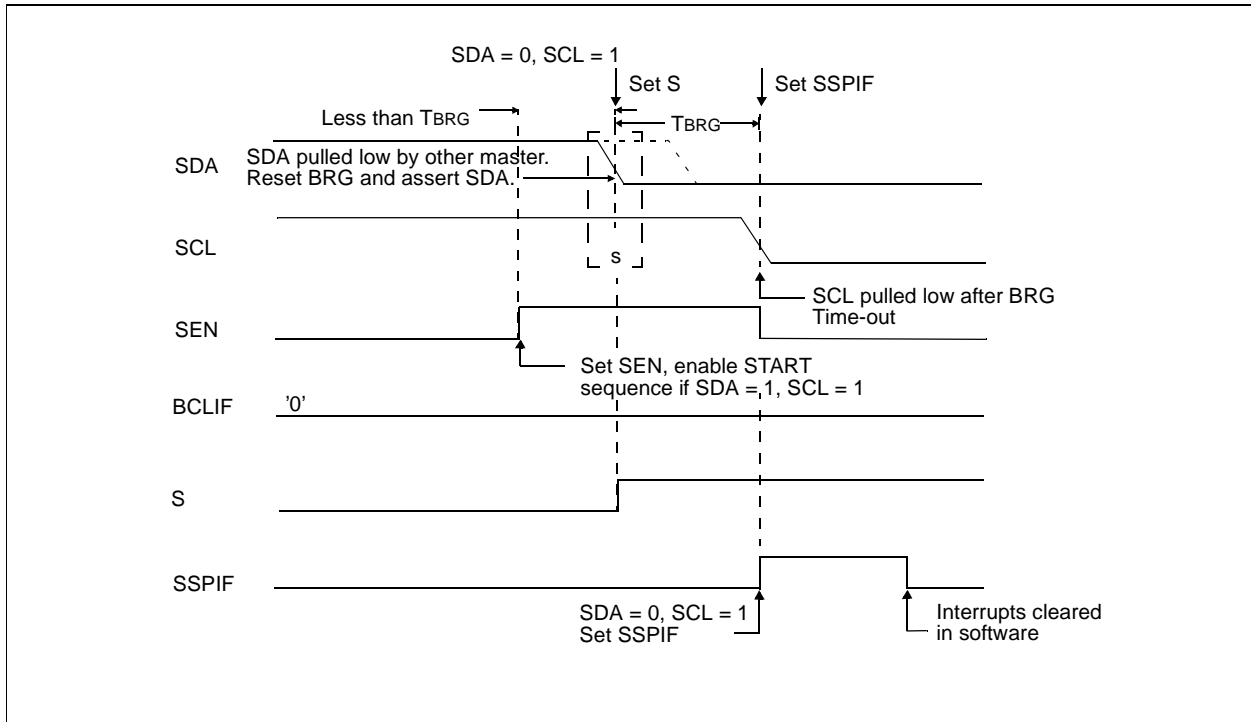 SDA = 0, SCL = 1
Set S
Set SSPIF
Less than TBRG
TBRG
SDA
SDA pulled low by other master.
Reset BRG and assert SDA.
SCL
s
SCL pulled low after BRG
Time-out
SEN
Set SEN, enable START
sequence if SDA = 1, SCL = 1
BCLIF
'0'
S
SSPIF
SDA = 0, SCL = 1
Set SSPIF
Interrupts cleared
in software